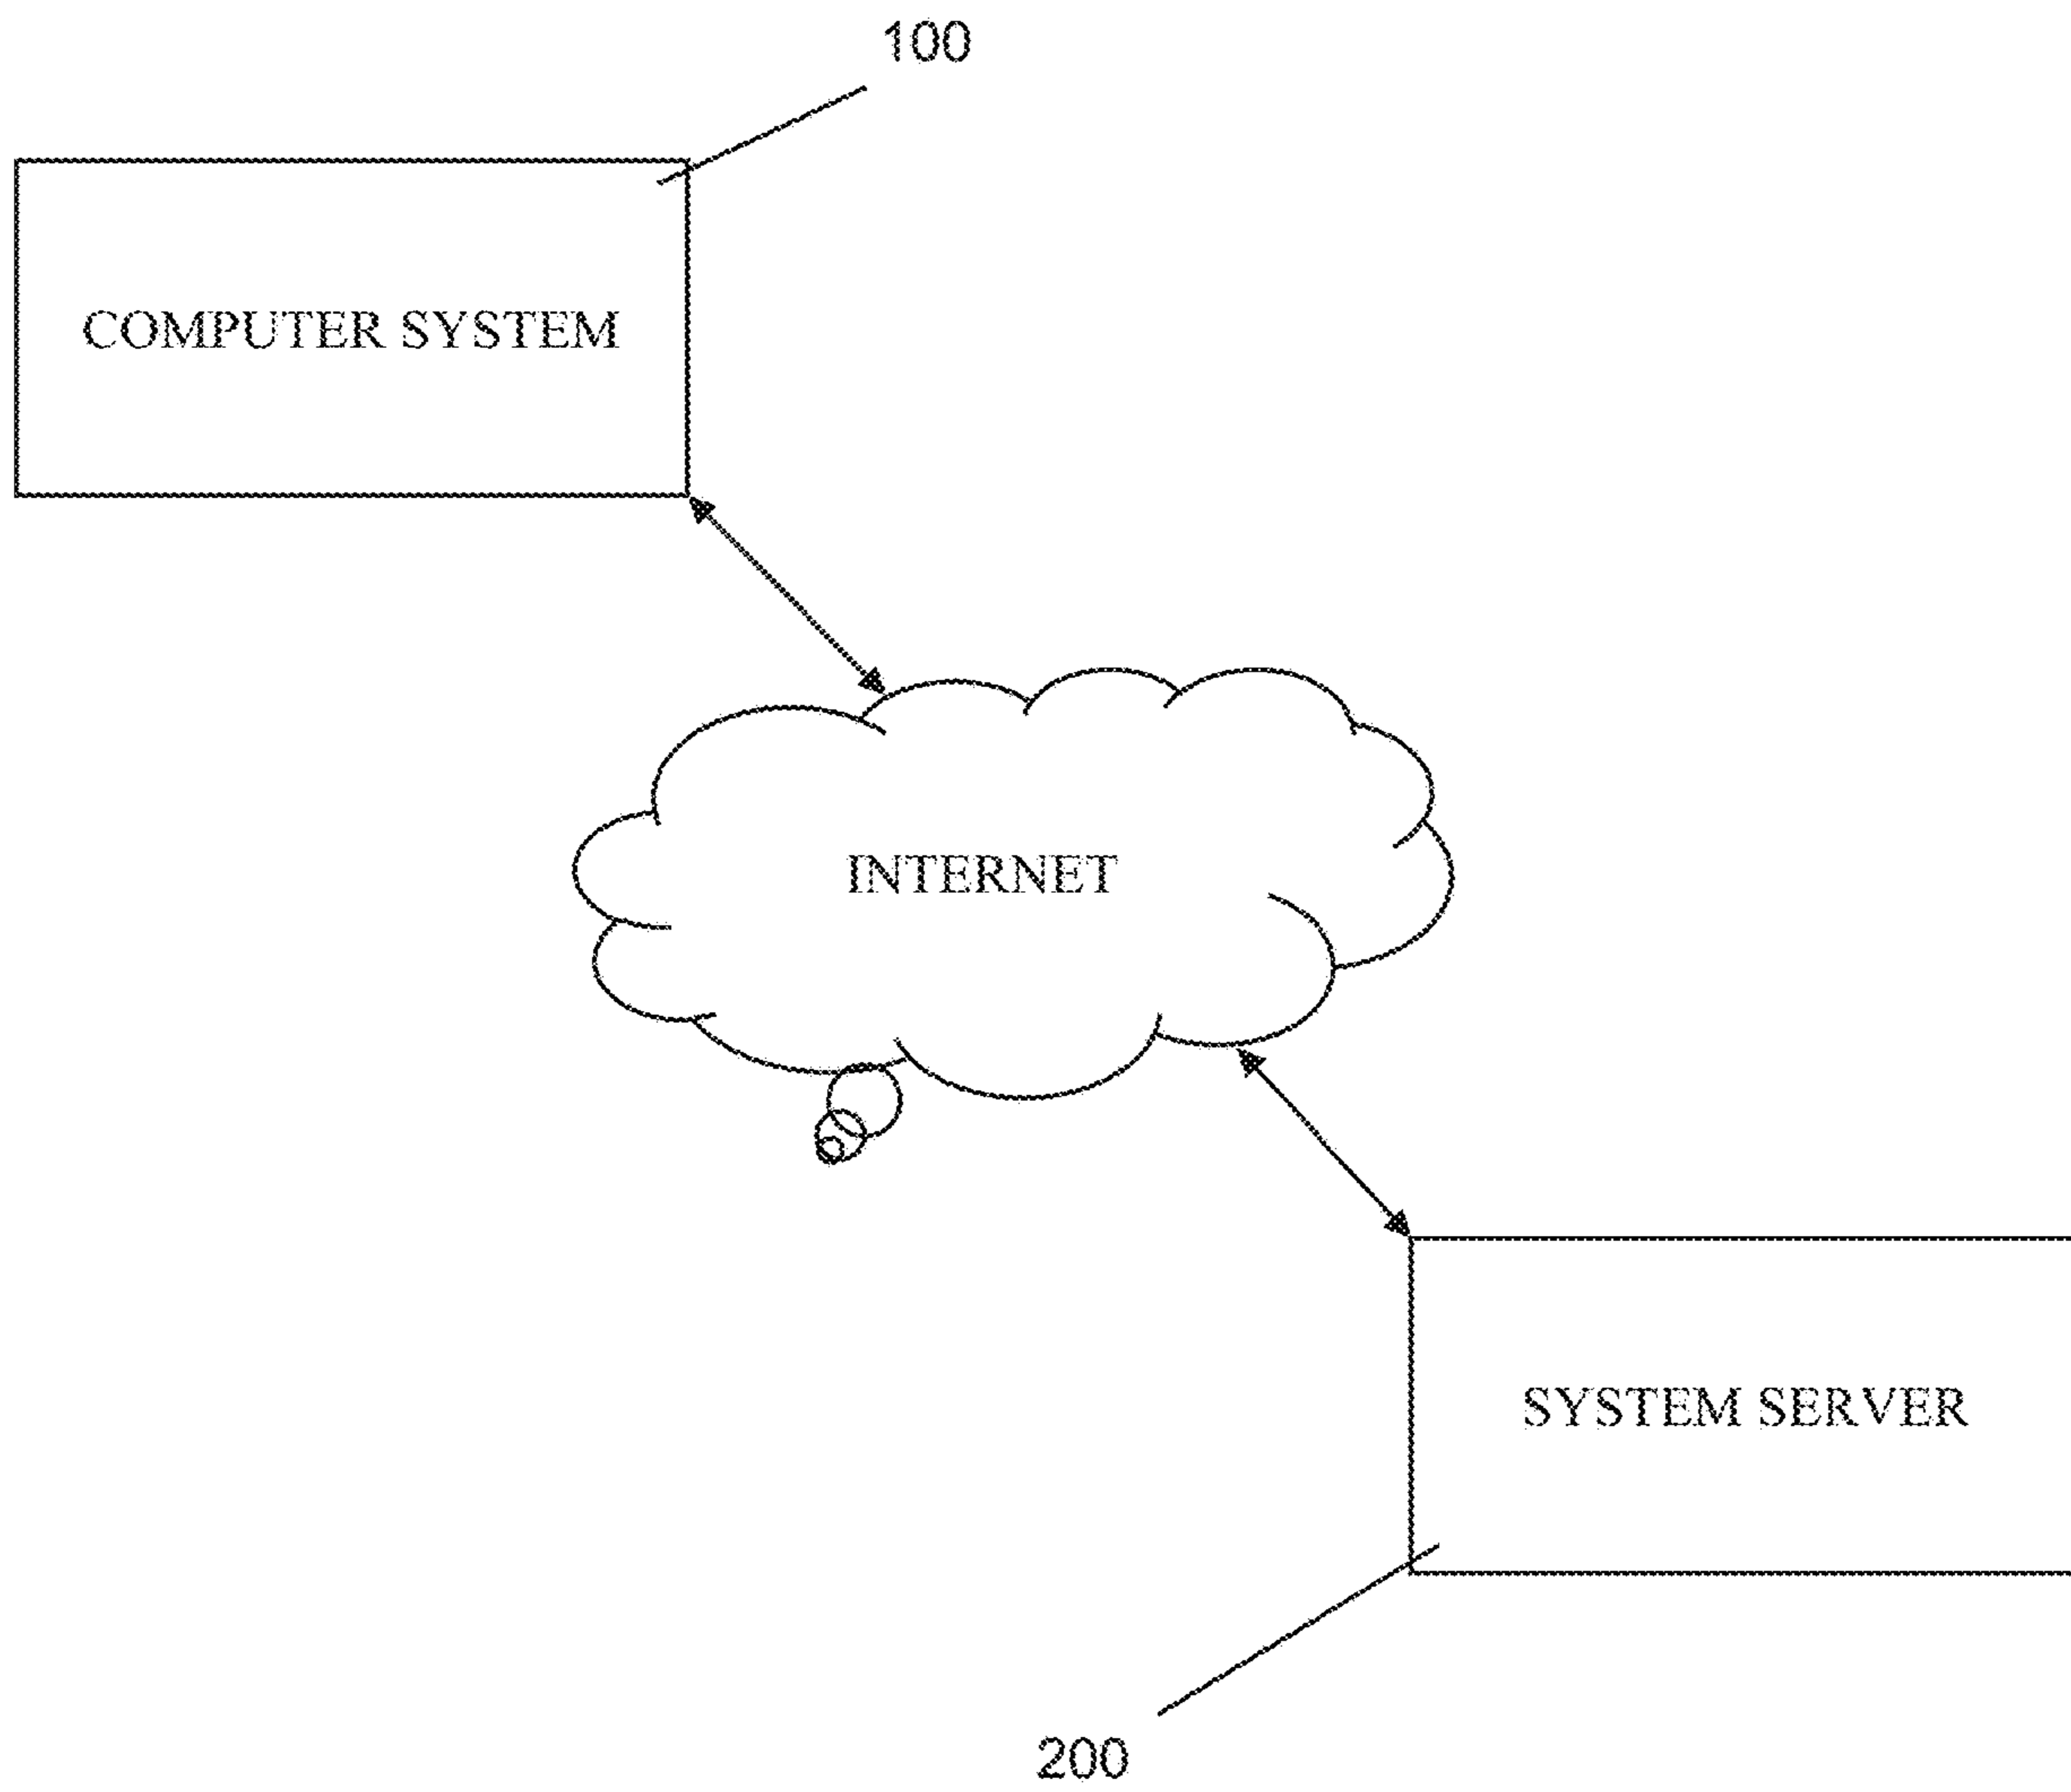 100
COMPUTER SYSTEM
INTERNET
SYSTEM SERVER
200